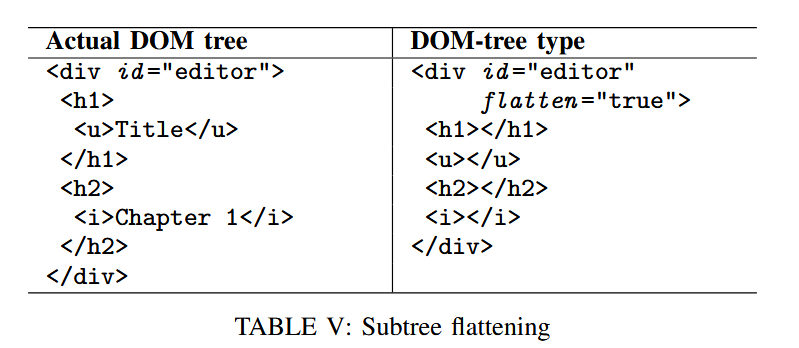 Actual DOM tree
<div id="editor">
<h1>
<u>Title</u>
</h1>
<h2>
<i>Chapter 1</i>
</h2>
</div>
DOM-tree type
<div id="editor"
flatten="true">
<h1></h1>
<u></u>
<h2></h2>
<i></i>
</div>
TABLE V: Subtree flattening